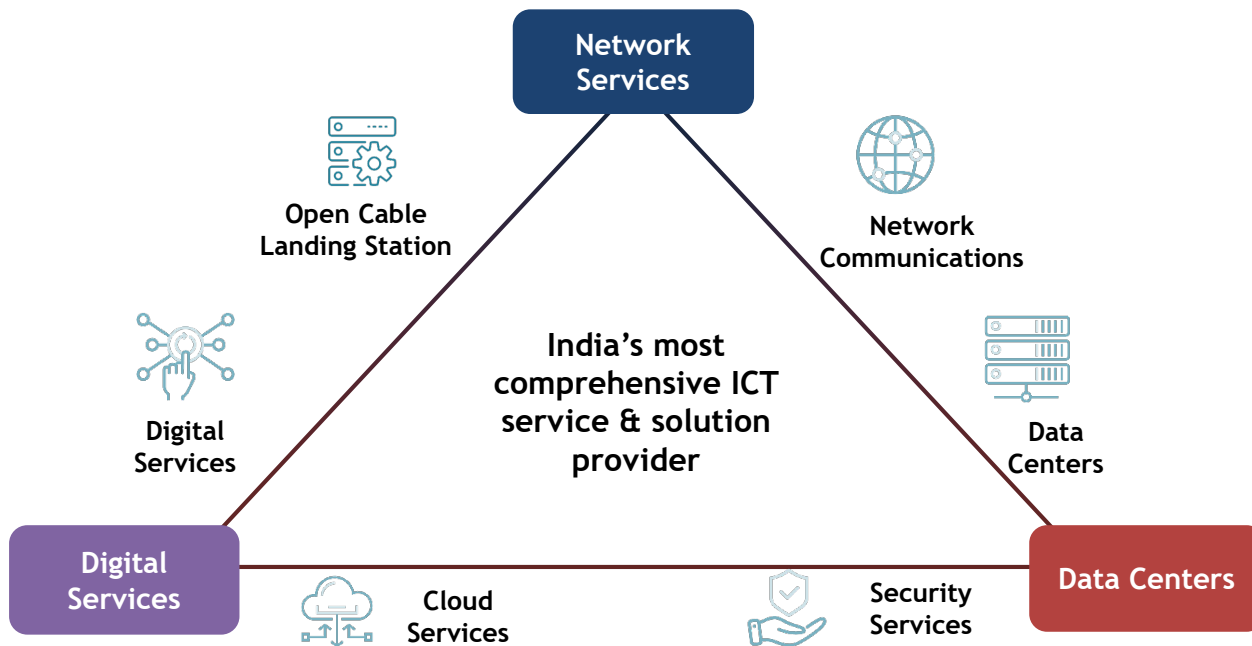 Network
Services
Open Cable
Landing Station
Network
Communications
India’s most
comprehensive ICT
service & solution
provider
Digital
Services
Data
Centers
Digital
Services
Cloud
Services
Security
Services
Data Centers